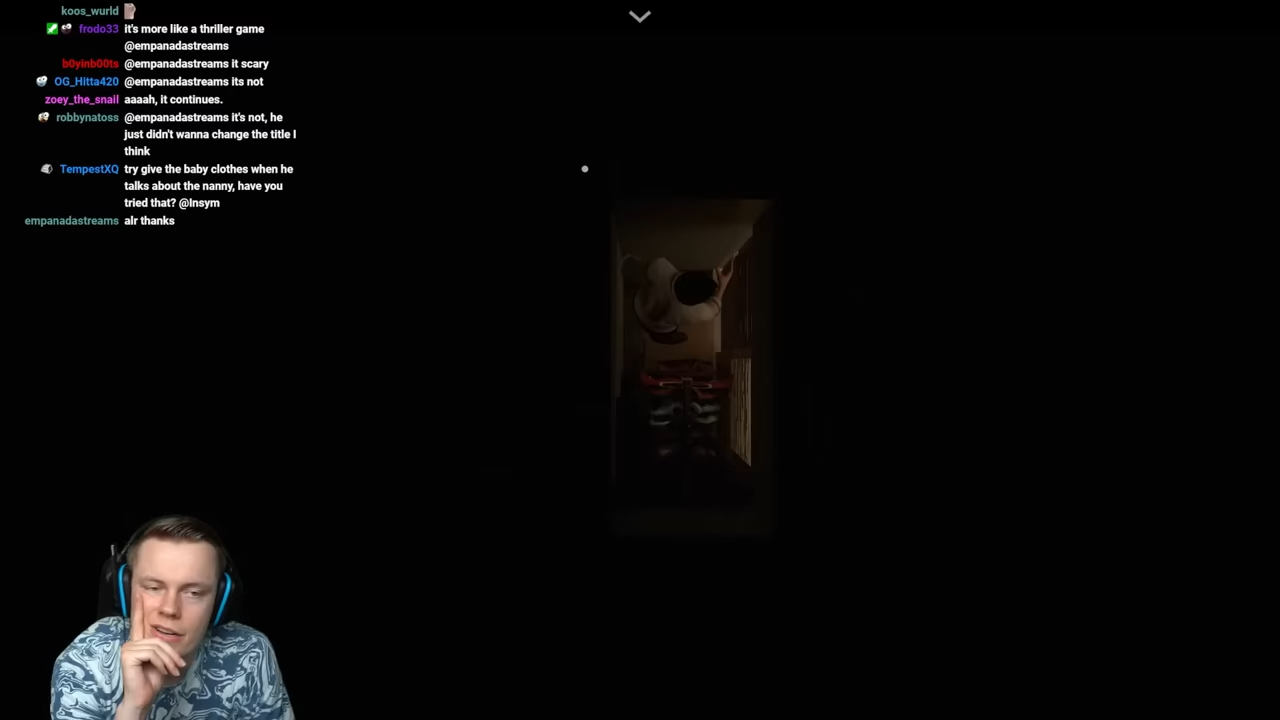 koos_wurld
frodo33 it's more like a thriller game
@empanadastreams
b0yinb00ts @empanadastreams it scary
OG_Hitta420 @empanadastreams its not
zoey_the_snail aaaah, it continues.
robbynatoss @empanadastreams it's not, he
just didn't wanna change the title I
think
TempestXQ try give the baby clothes when he
talks about the nanny, have you
tried that? @Insym
empanadastreams alr thanks